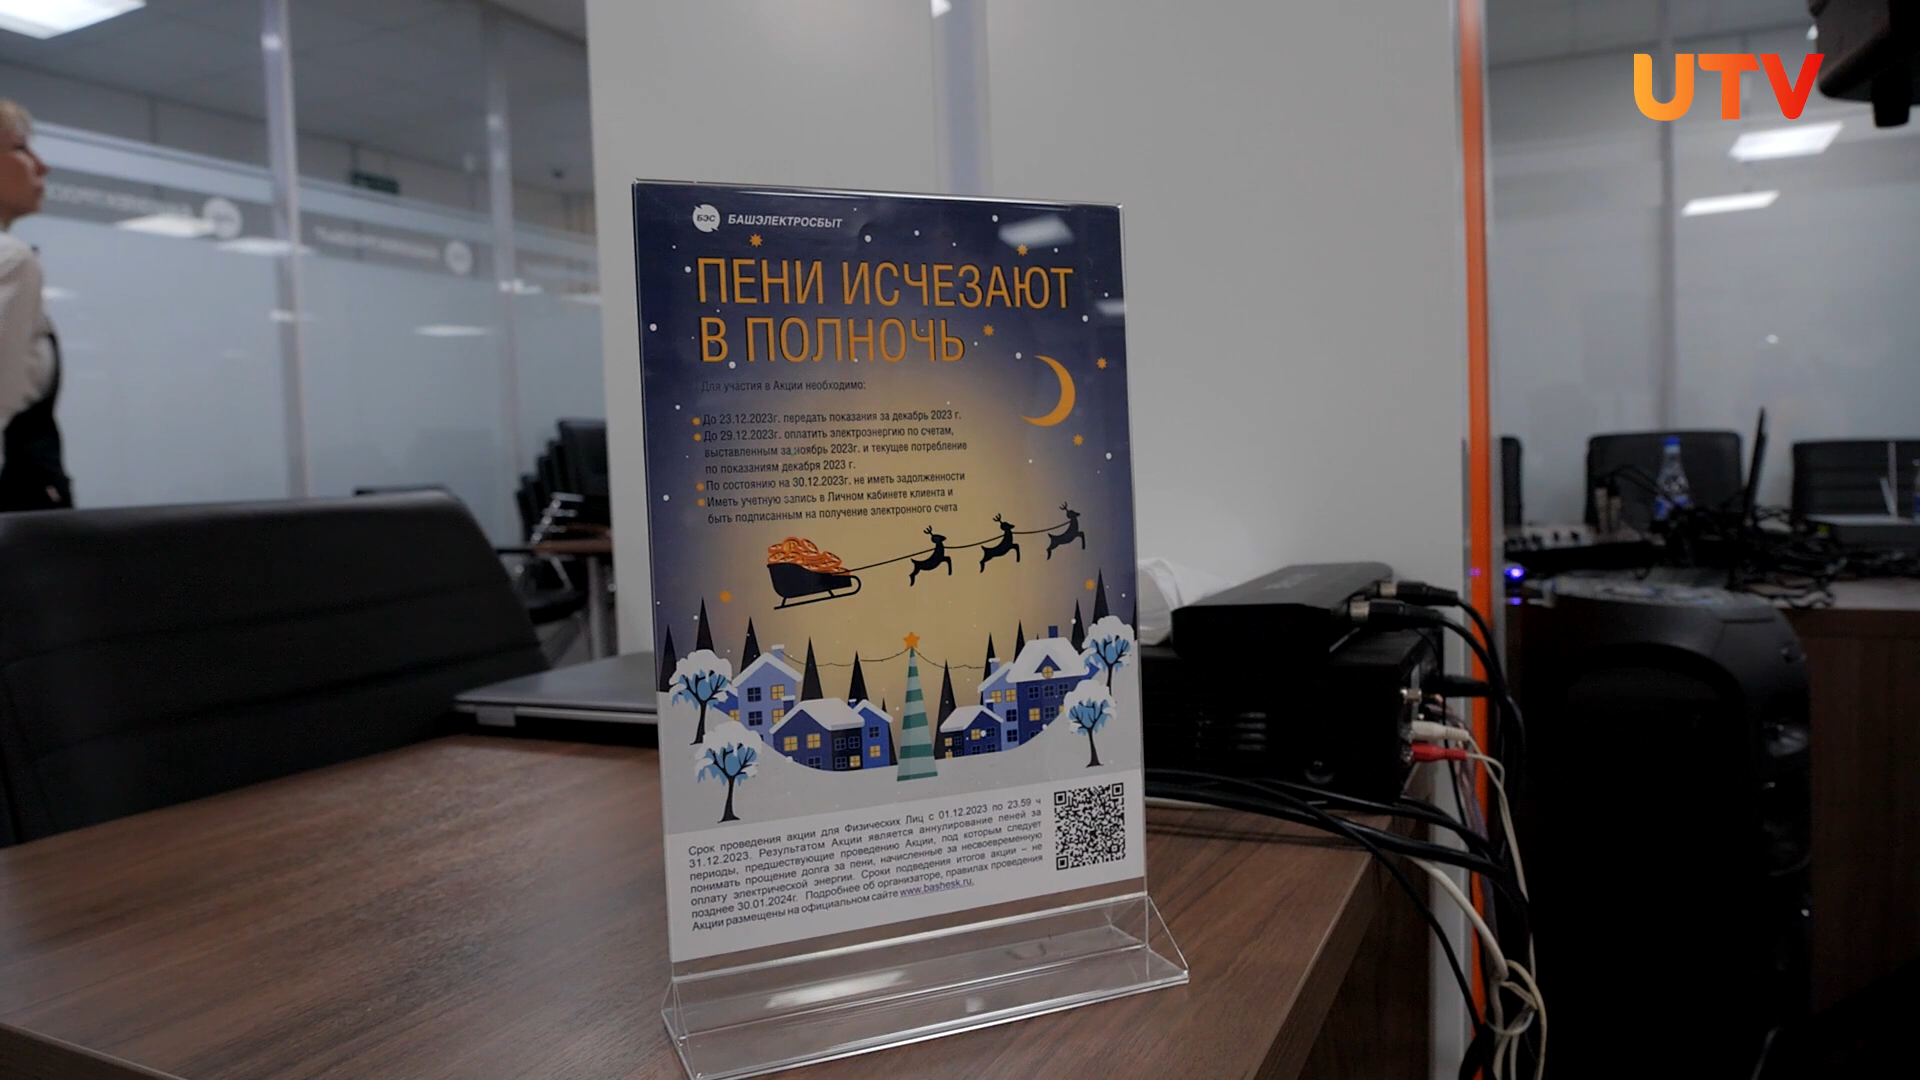 UTV
БЭС БАШЭЛЕКТРОСБЫТ
ПЕНИ ИСЧЕЗАЮТ
В ПОЛНОЧЬ
Для участия в Акции необходимо:
До 23.12.2023г. передать показания за декабрь 2023 г.
До 29.12.2023г. оплатить электроэнергию по счетам,
выставленным за ноябрь 2023г. и текущее потребление
по показаниям декабря 2023 г.
По состоянию на 30.12.2023г. не иметь задолженности
Иметь учетную запись в Личном кабинете клиента и
быть подписанным на получение электронного счета
Срок проведения акции для Физических Лиц с 01.12.2023 по 23.59 ч
31.12.2023. Результатом Акции является аннулирование пеней за
периоды, предшествующие проведению Акции, под которым следует
понимать прощение долга за пени, начисленные за несвоевременную
оплату электрической энергии. Сроки подведения итогов акции – не
позднее 30.01.2024г. Подробнее об организаторе, правилах проведения
Акции размещены на официальном сайте www.bashesk.ru.